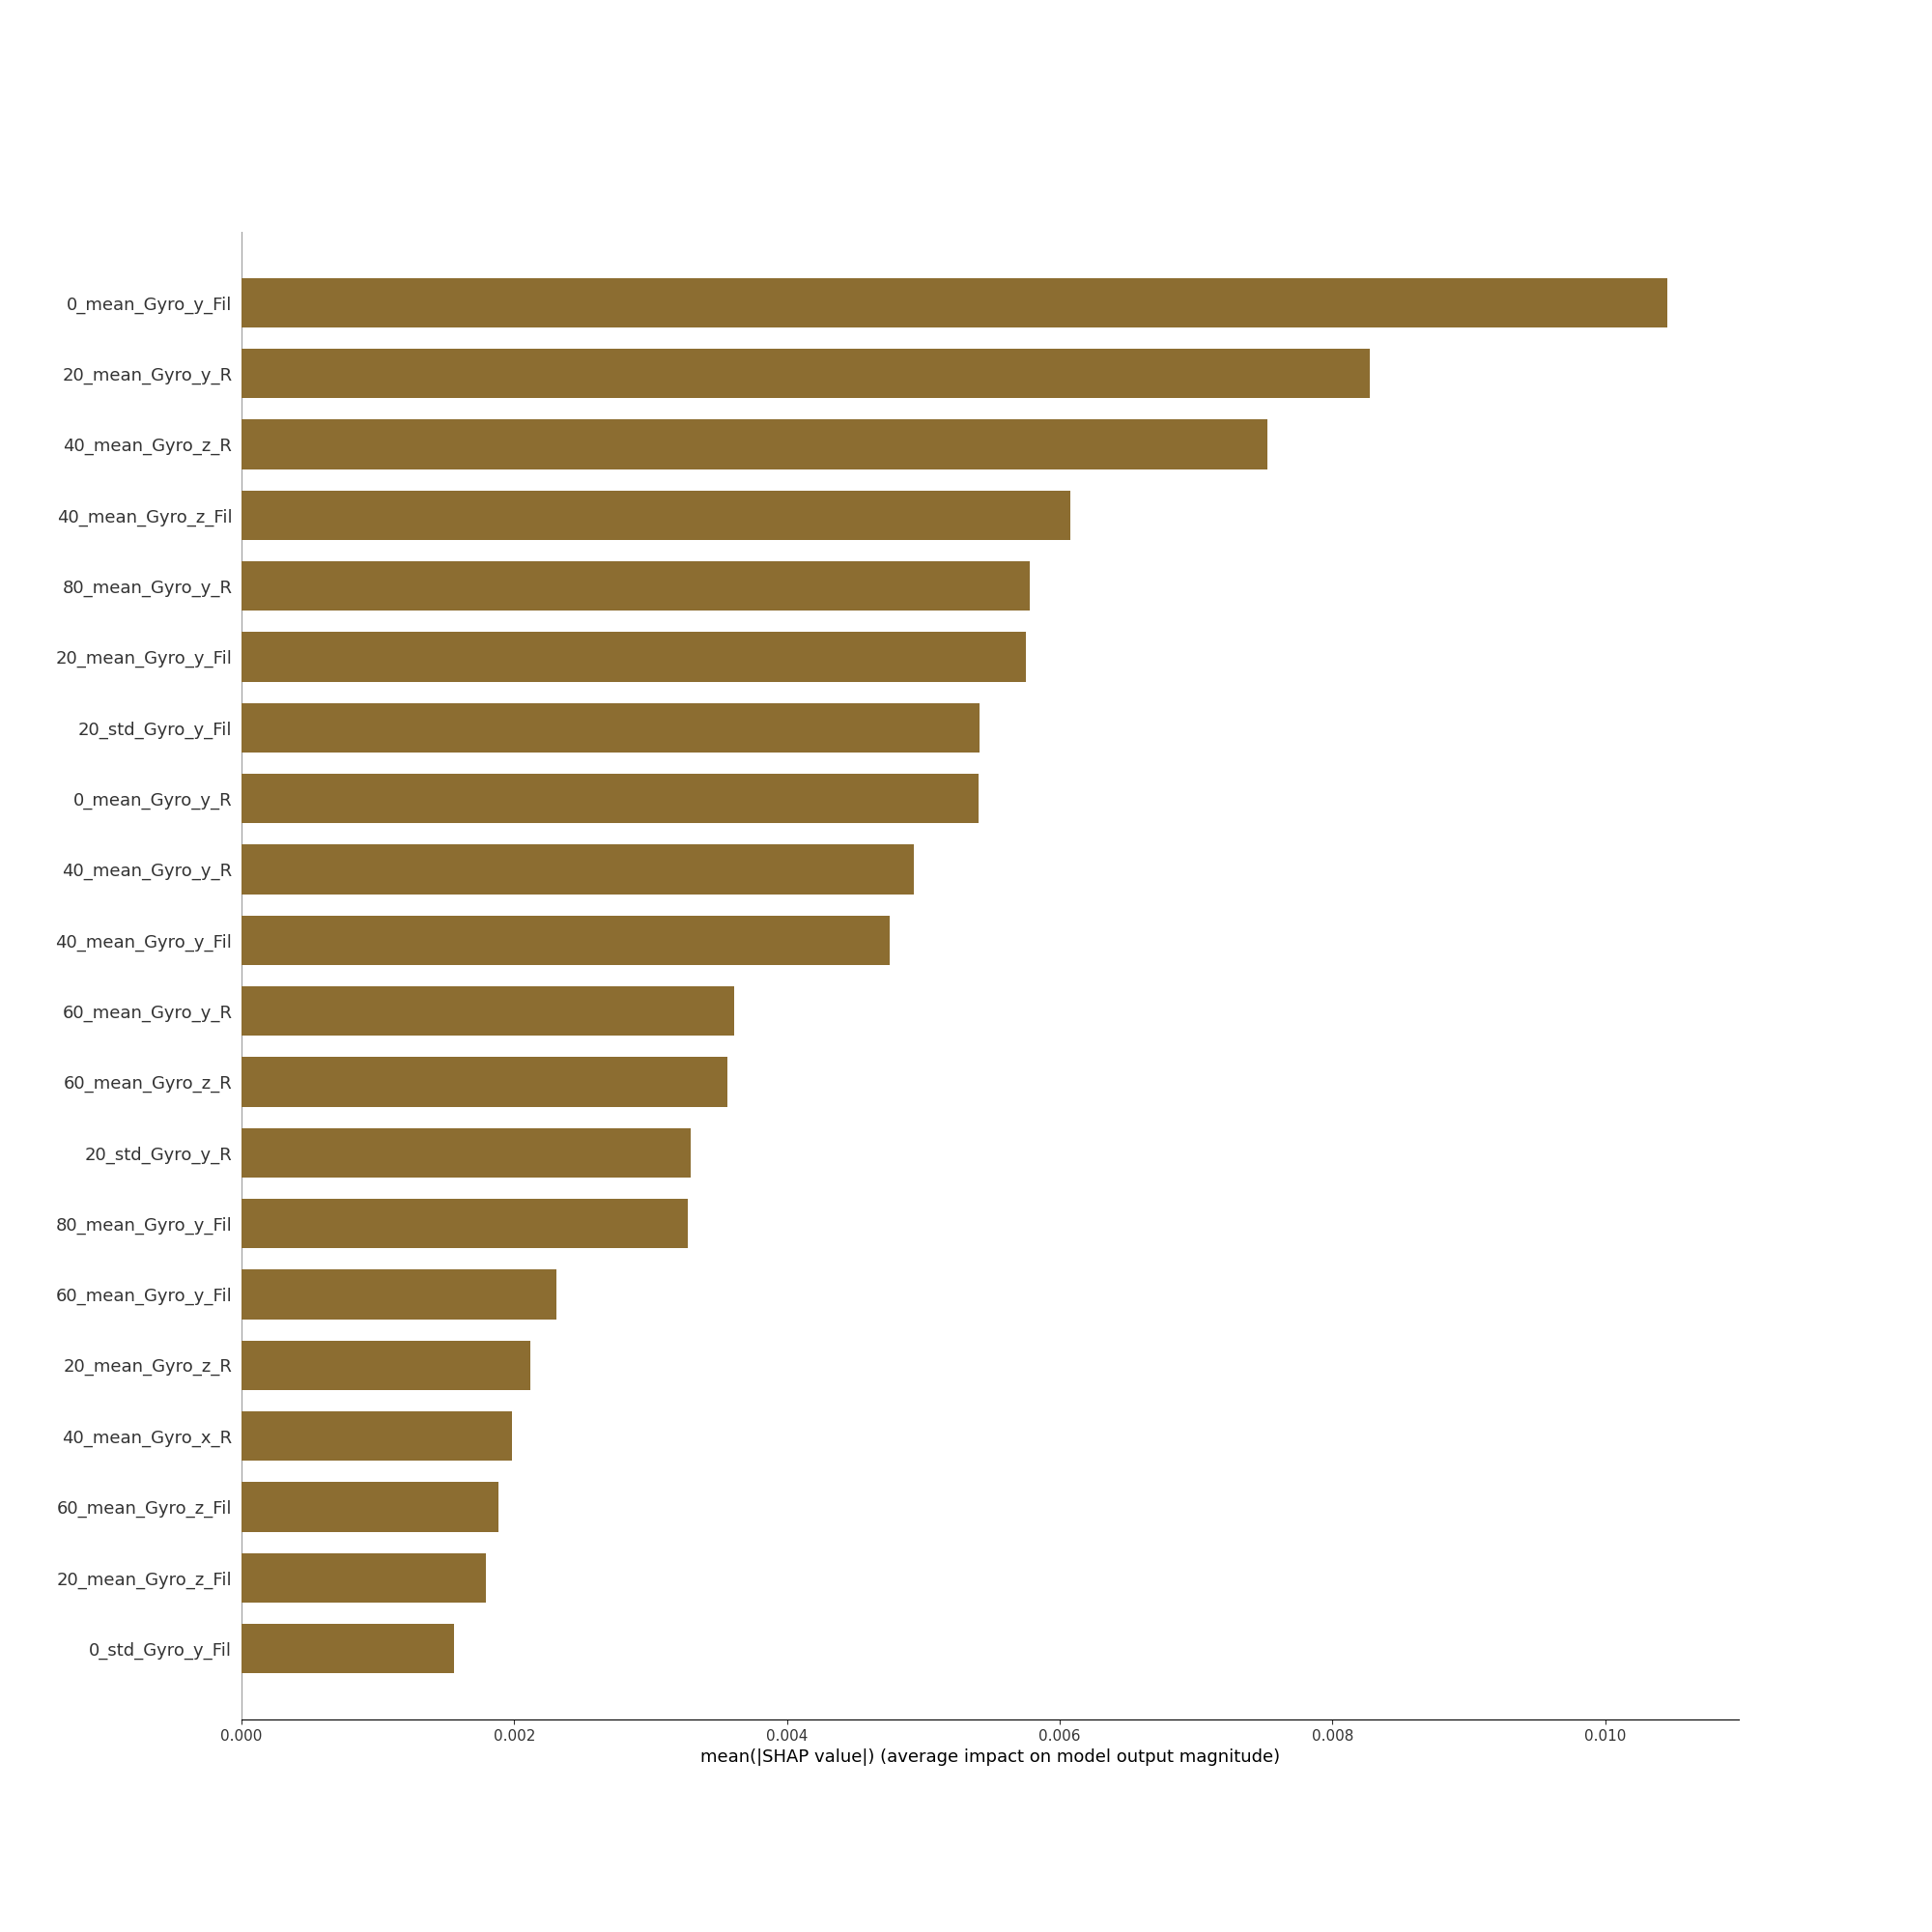 0_mean_Gyro_y_Fil
20_mean_Gyro_y_R
40_mean_Gyro_z_R
40_mean_Gyro_z_Fil
80_mean_Gyro_y_R
20_mean_Gyro_y_Fil
20_std_Gyro_y_Fil
0_mean_Gyro_y_R
40_mean_Gyro_y_R
40_mean_Gyro_y_Fil
60_mean_Gyro_y_R
60_mean_Gyro_z_R
20_std_Gyro_y_R
80_mean_Gyro_y_Fil
60_mean_Gyro_y_Fil
20_mean_Gyro_z_R
40_mean_Gyro_x_R
60_mean_Gyro_z_Fil
20_mean_Gyro_z_Fil
0_std_Gyro_y_Fil
0.000 0.002 0.004 0.006 0.008 0.010
mean(|SHAP value|) (average impact on model output magnitude)